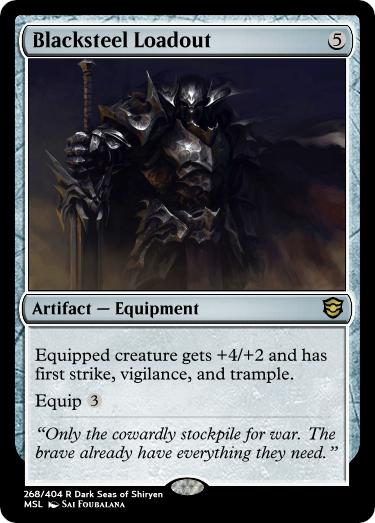 Blacksteel Loadout 5
Artifact — Equipment
Equipped creature gets +4/+2 and has
first strike, vigilance, and trample.
Equip 3
“Only the cowardly stockpile for war. The
brave already have everything they need.”
268/404 R Dark Seas of Shiryen
MSL Sai Foubalana